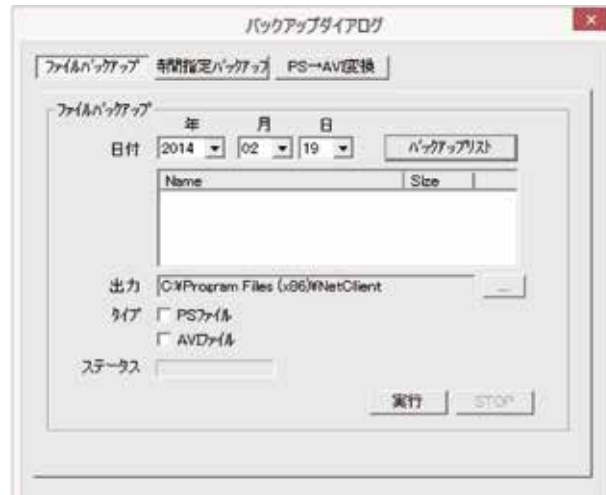 バックアップダイアログ
ファイルバックアップ 時間指定バックアップ PS→AVI変換
ファイルバックアップ
年 月 日
日付 2014 02 19 バックアップリスト
Name Size
出力 C:¥Program Files (x86)¥NetClient ...
タイプ PSファイル
AVIファイル
ステータス
実行 STOP